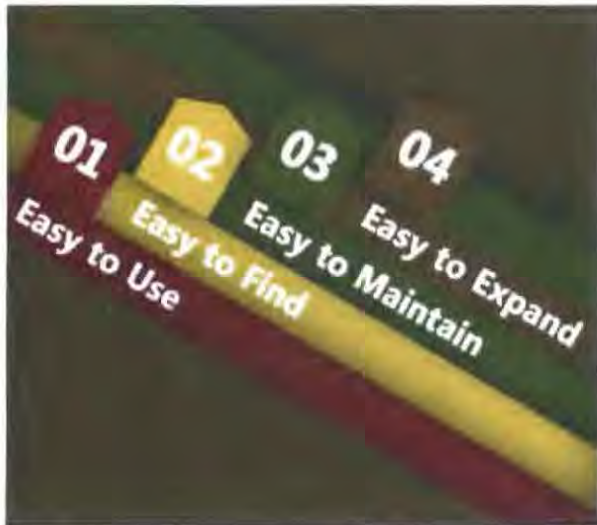 01
Easy to Use
02
Easy to Find
03
Easy to Maintain
04
Easy to Expand